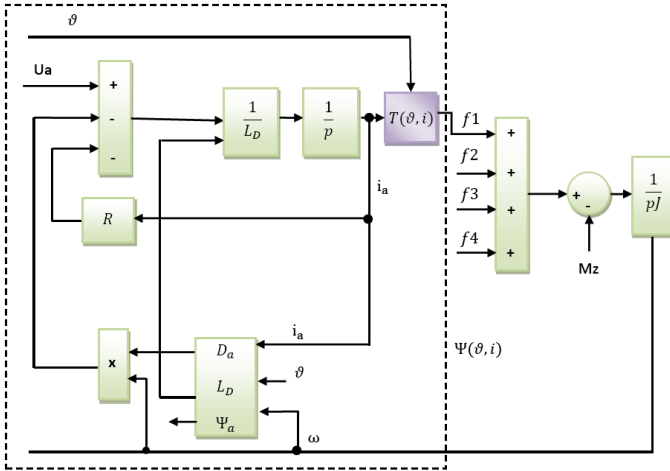 ϑ
Ua
+
-
-
1/L_D
1/p
T(ϑ,i)
f1
f2
f3
f4
+
+
+
+
+
-
1/pJ
Mz
i_a
R
i_a
Ψ(ϑ,i)
x
D_a
L_D
Ψ_a
ϑ
ω